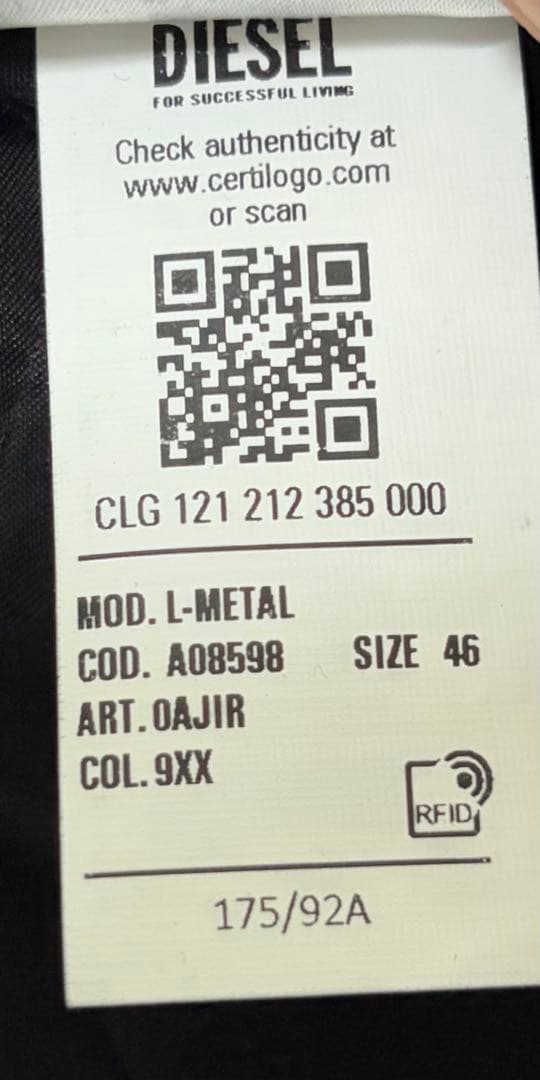 DIESEL
FOR SUCCESSFUL LIVING
Check authenticity at
www.certilogo.com
or scan
CLG 121 212 385 000
MOD. L-METAL
COD. A08598 SIZE 46
ART. 0AJIR
COL. 9XX
RFID
175/92A